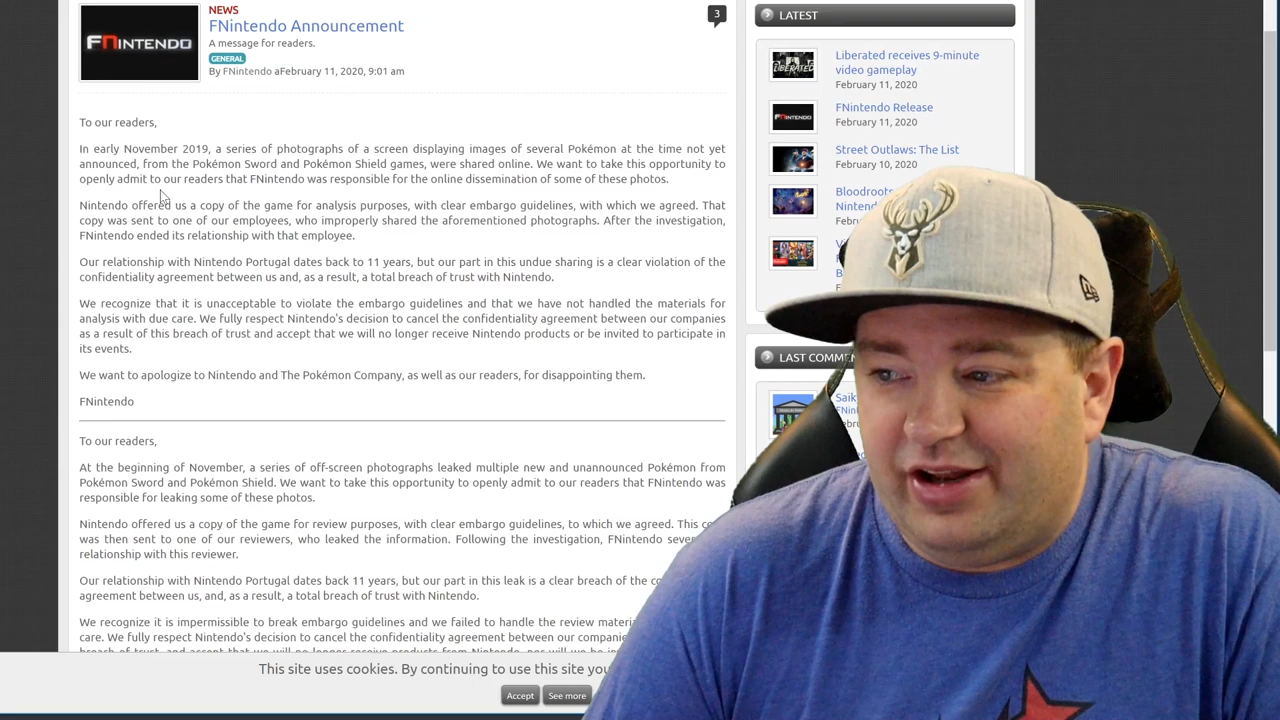 NEWS
FNintendo Announcement
3
A message for readers.
GENERAL
By FNintendo aFebruary 11, 2020, 9:01 am
FNINTENDO
To our readers,
In early November 2019, a series of photographs of a screen displaying images of several Pokémon at the time not yet
announced, from the Pokémon Sword and Pokémon Shield games, were shared online. We want to take this opportunity to
openly admit to our readers that FNintendo was responsible for the online dissemination of some of these photos.
Nintendo offered us a copy of the game for analysis purposes, with clear embargo guidelines, with which we agreed. That
copy was sent to one of our employees, who improperly shared the aforementioned photographs. After the investigation,
FNintendo ended its relationship with that employee.
Our relationship with Nintendo Portugal dates back to 11 years, but our part in this undue sharing is a clear violation of the
confidentiality agreement between us and, as a result, a total breach of trust with Nintendo.
We recognize that it is unacceptable to violate the embargo guidelines and that we have not handled the materials for
analysis with due care. We fully respect Nintendo's decision to cancel the confidentiality agreement between our companies
as a result of this breach of trust and accept that we will no longer receive Nintendo products or be invited to participate in
its events.
We want to apologize to Nintendo and The Pokémon Company, as well as our readers, for disappointing them.
FNintendo
To our readers,
At the beginning of November, a series of off-screen photographs leaked multiple new and unannounced Pokémon from
Pokémon Sword and Pokémon Shield. We want to take this opportunity to openly admit to our readers that FNintendo was
responsible for leaking some of these photos.
Nintendo offered us a copy of the game for review purposes, with clear embargo guidelines, to which we agreed. This
was then sent to one of our reviewers, who leaked the information. Following the investigation, FNintendo
relationship with this reviewer.
Our relationship with Nintendo Portugal dates back 11 years, but our part in this leak is a clear breach of the
agreement between us, and, as a result, a total breach of trust with Nintendo.
We recognize it is impermissible to break embargo guidelines and we failed to handle the review
care. We fully respect Nintendo's decision to cancel the confidentiality agreement between our
breach of trust, and accept that we will no longer receive products from Nintendo, nor will we be
This site uses cookies. By continuing to use this site you
Accept
See more
LATEST
Liberated receives 9-minute
video gameplay
February 11, 2020
LIBERATED
FNintendo Release
February 11, 2020
FNINTENDO
Street Outlaws: The List
February 10, 2020
Bloodroots
LAST